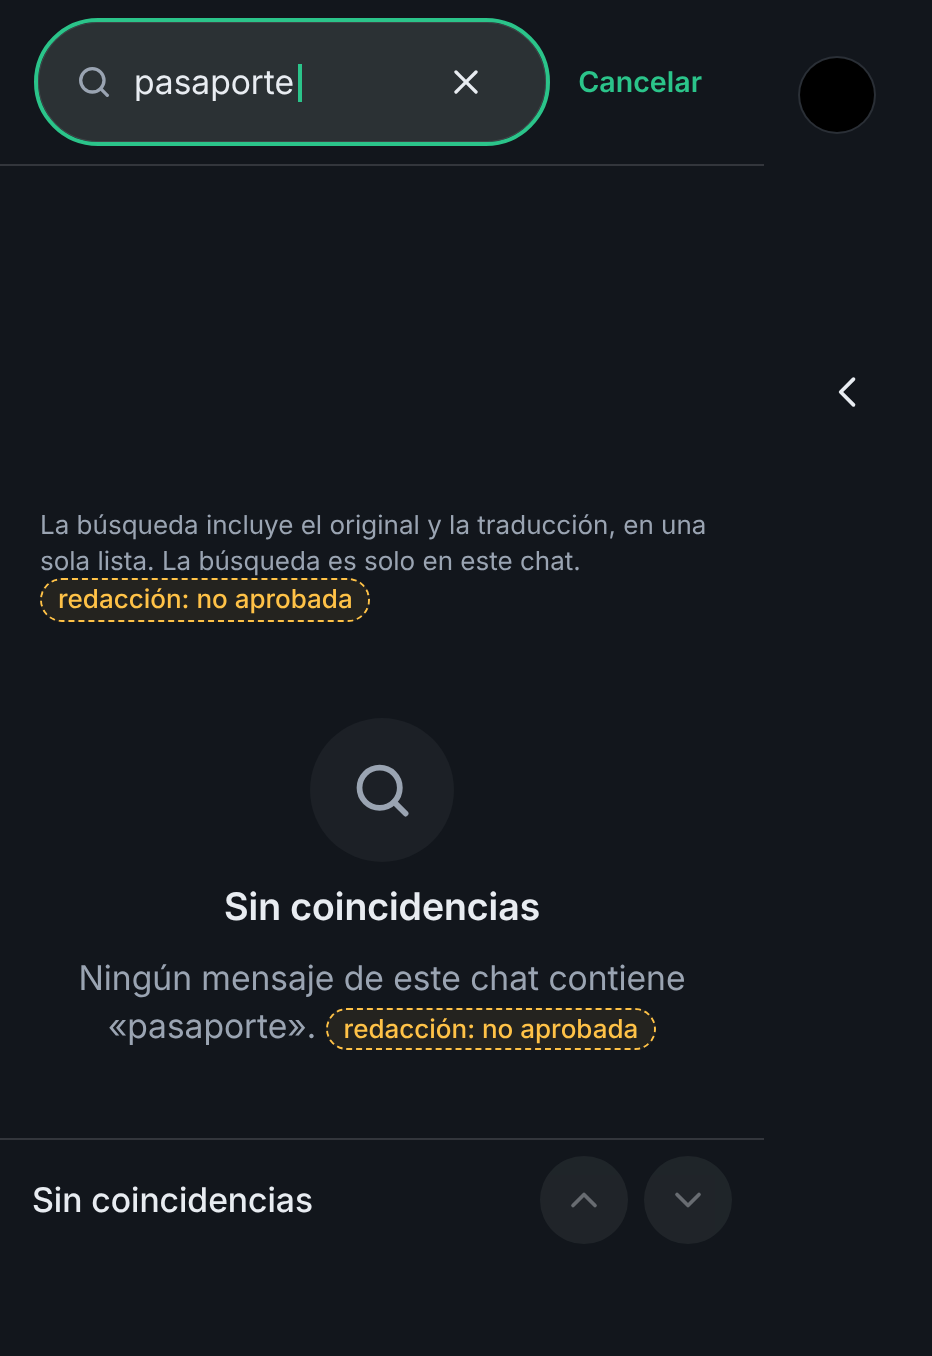 pasaporte
Cancelar
La búsqueda incluye el original y la traducción, en una
sola lista. La búsqueda es solo en este chat.
redacción: no aprobada
Sin coincidencias
Ningún mensaje de este chat contiene
«pasaporte». redacción: no aprobada
Sin coincidencias